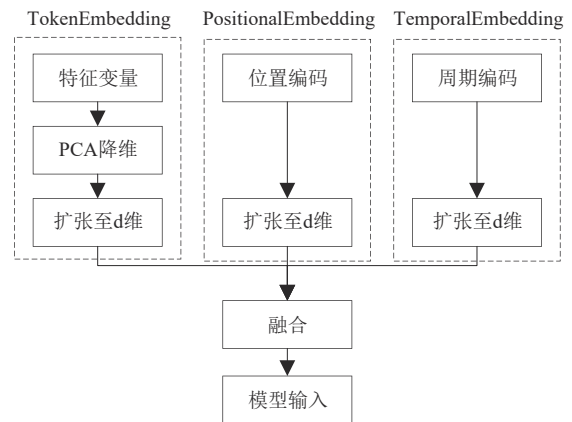 TokenEmbedding
PositionalEmbedding
TemporalEmbedding
特征变量
位置编码
周期编码
PCA降维
扩张至d维
扩张至d维
扩张至d维
融合
模型输入